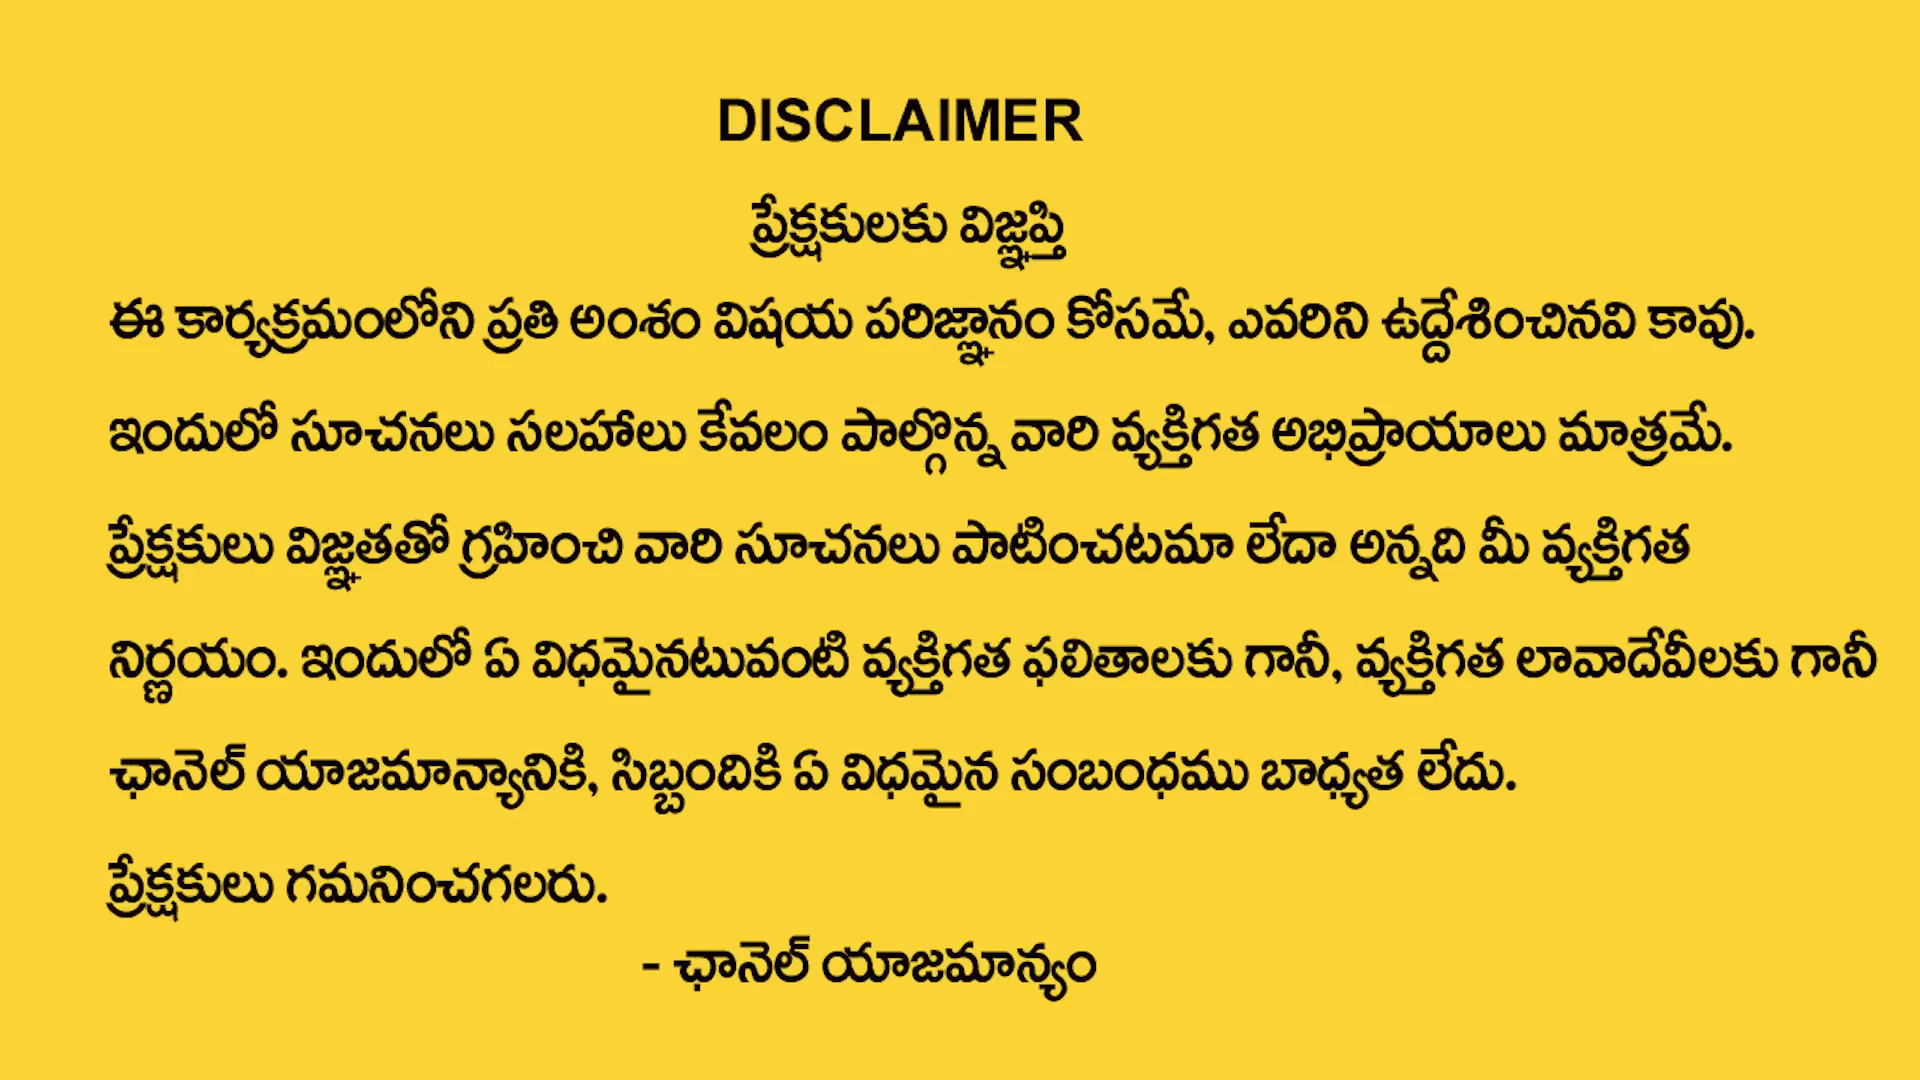 DISCLAIMER
ప్రేక్షకులకు విజ్ఞప్తి
ఈ కార్యక్రమంలోని ప్రతి అంశం విషయ పరిజ్ఞానం కోసమే, ఎవరిని ఉద్దేశించినవి కావు.
ఇందులో సూచనలు సలహాలు కేవలం పాల్గొన్న వారి వ్యక్తిగత అభిప్రాయాలు మాత్రమే.
ప్రేక్షకులు విజ్ఞతతో గ్రహించి వారి సూచనలు పాటించటమా లేదా అన్నది మీ వ్యక్తిగత
నిర్ణయం. ఇందులో ఏ విధమైనటువంటి వ్యక్తిగత ఫలితాలకు గానీ, వ్యక్తిగత లావాదేవీలకు గానీ
ఛానెల్ యాజమాన్యానికి, సిబ్బందికి ఏ విధమైన సంబంధము బాధ్యత లేదు.
ప్రేక్షకులు గమనించగలరు.
- ఛానెల్ యాజమాన్యం